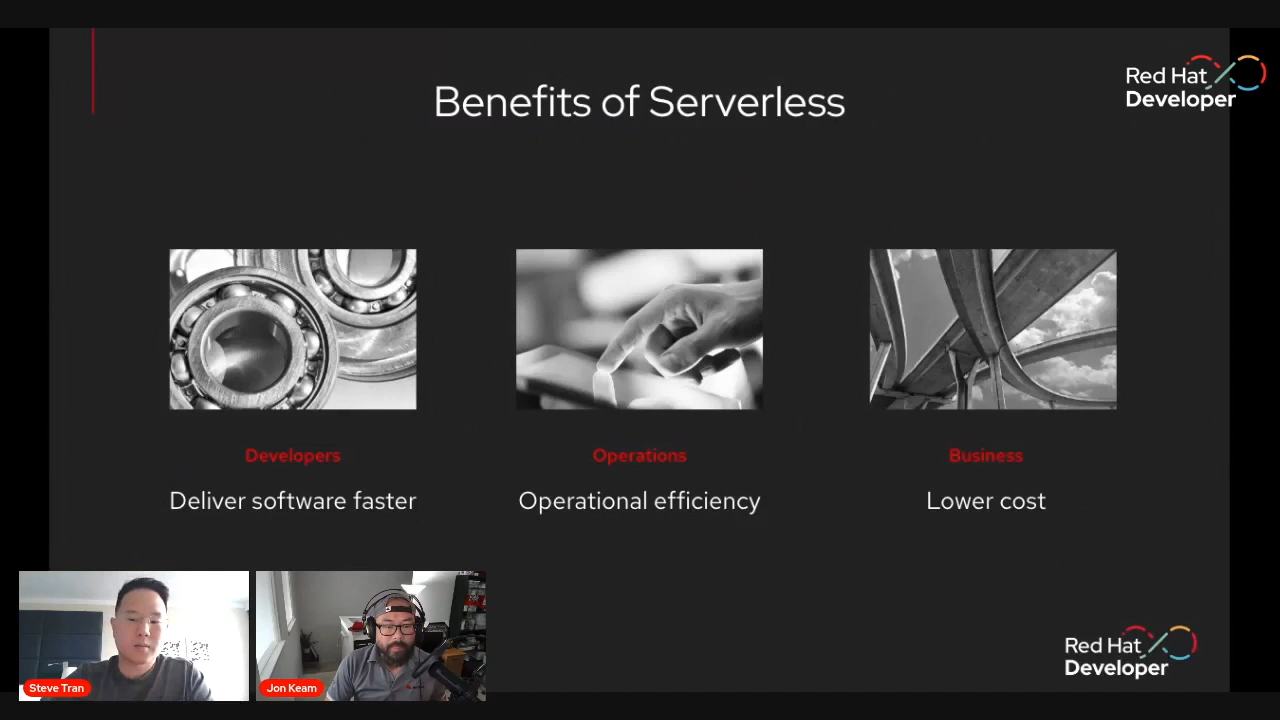 Red Hat
Developer
Benefits of Serverless
Developers
Operations
Business
Deliver software faster
Operational efficiency
Lower cost
Steve Tran
Jon Keam
Red Hat
Developer